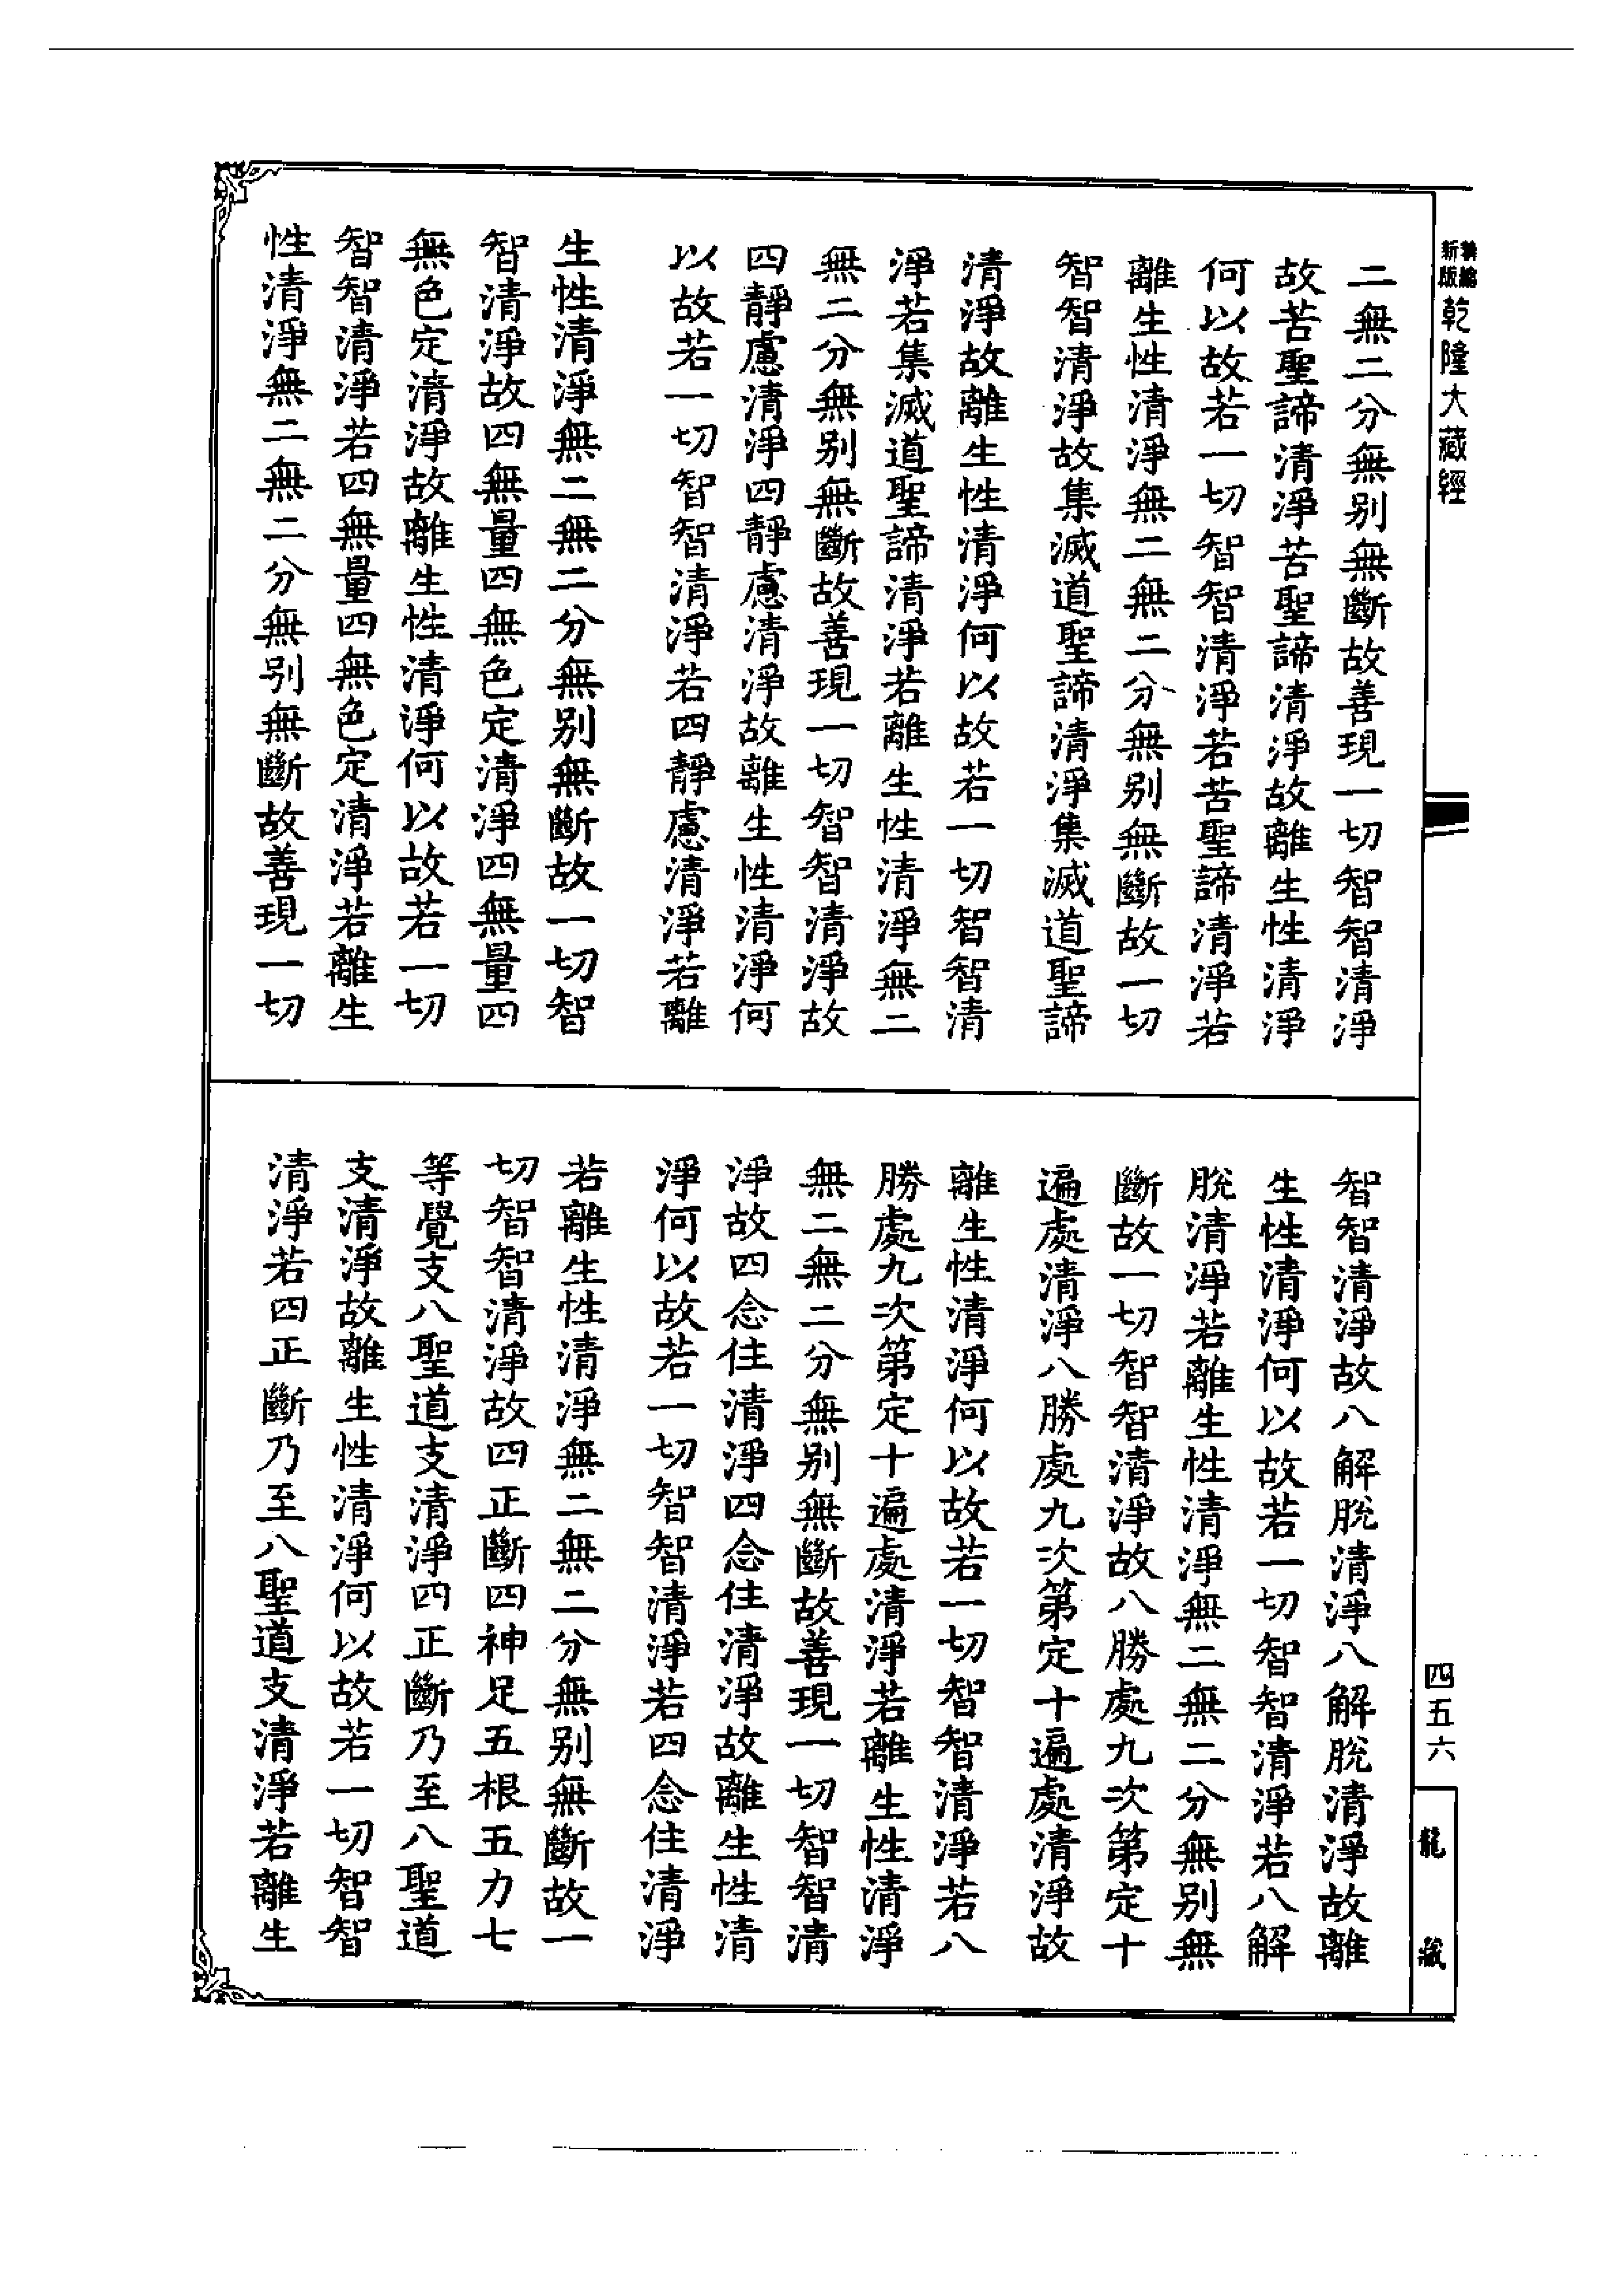 新編
新版
乾隆大藏經
二無二分無别無斷故善現一切智智清淨
故苦聖諦清淨苦聖諦清淨故離生性清淨
何以故若一切智智清淨若苦聖諦清淨若
離生性清淨無二無二分無别無斷故一切
智智清淨故集滅道聖諦清淨集滅道聖諦
清淨故離生性清淨何以故若一切智智清
淨若集滅道聖諦清淨若離生性清淨無二
無二分無别無斷故善現一切智智清淨故
四靜慮清淨四靜慮清淨故離生性清淨何
以故若一切智智清淨若四靜慮清淨若離
生性清淨無二無二分無别無斷故一切智
智清淨故四無量四無色定清淨四無量四
無色定清淨故離生性清淨何以故若一切
智智清淨若四無量四無色定清淨若離生
性清淨無二無二分無别無斷故善現一切
智智清淨故八解脫清淨八解脫清淨故離
生性清淨何以故若一切智智清淨若八解
脫清淨若離生性清淨無二無二分無别無
斷故一切智智清淨故八勝處九次第定十
遍處清淨八勝處九次第定十遍處清淨故
離生性清淨何以故若一切智智清淨若八
勝處九次第定十遍處清淨若離生性清淨
無二無二分無别無斷故善現一切智智清
淨故四念住清淨四念住清淨故離生性清
淨何以故若一切智智清淨若四念住清淨
若離生性清淨無二無二分無别無斷故一
切智智清淨故四正斷四神足五根五力七
等覺支八聖道支清淨四正斷乃至八聖道
支清淨故離生性清淨何以故若一切智智
清淨若四正斷乃至八聖道支清淨若離生
四五六
龍藏